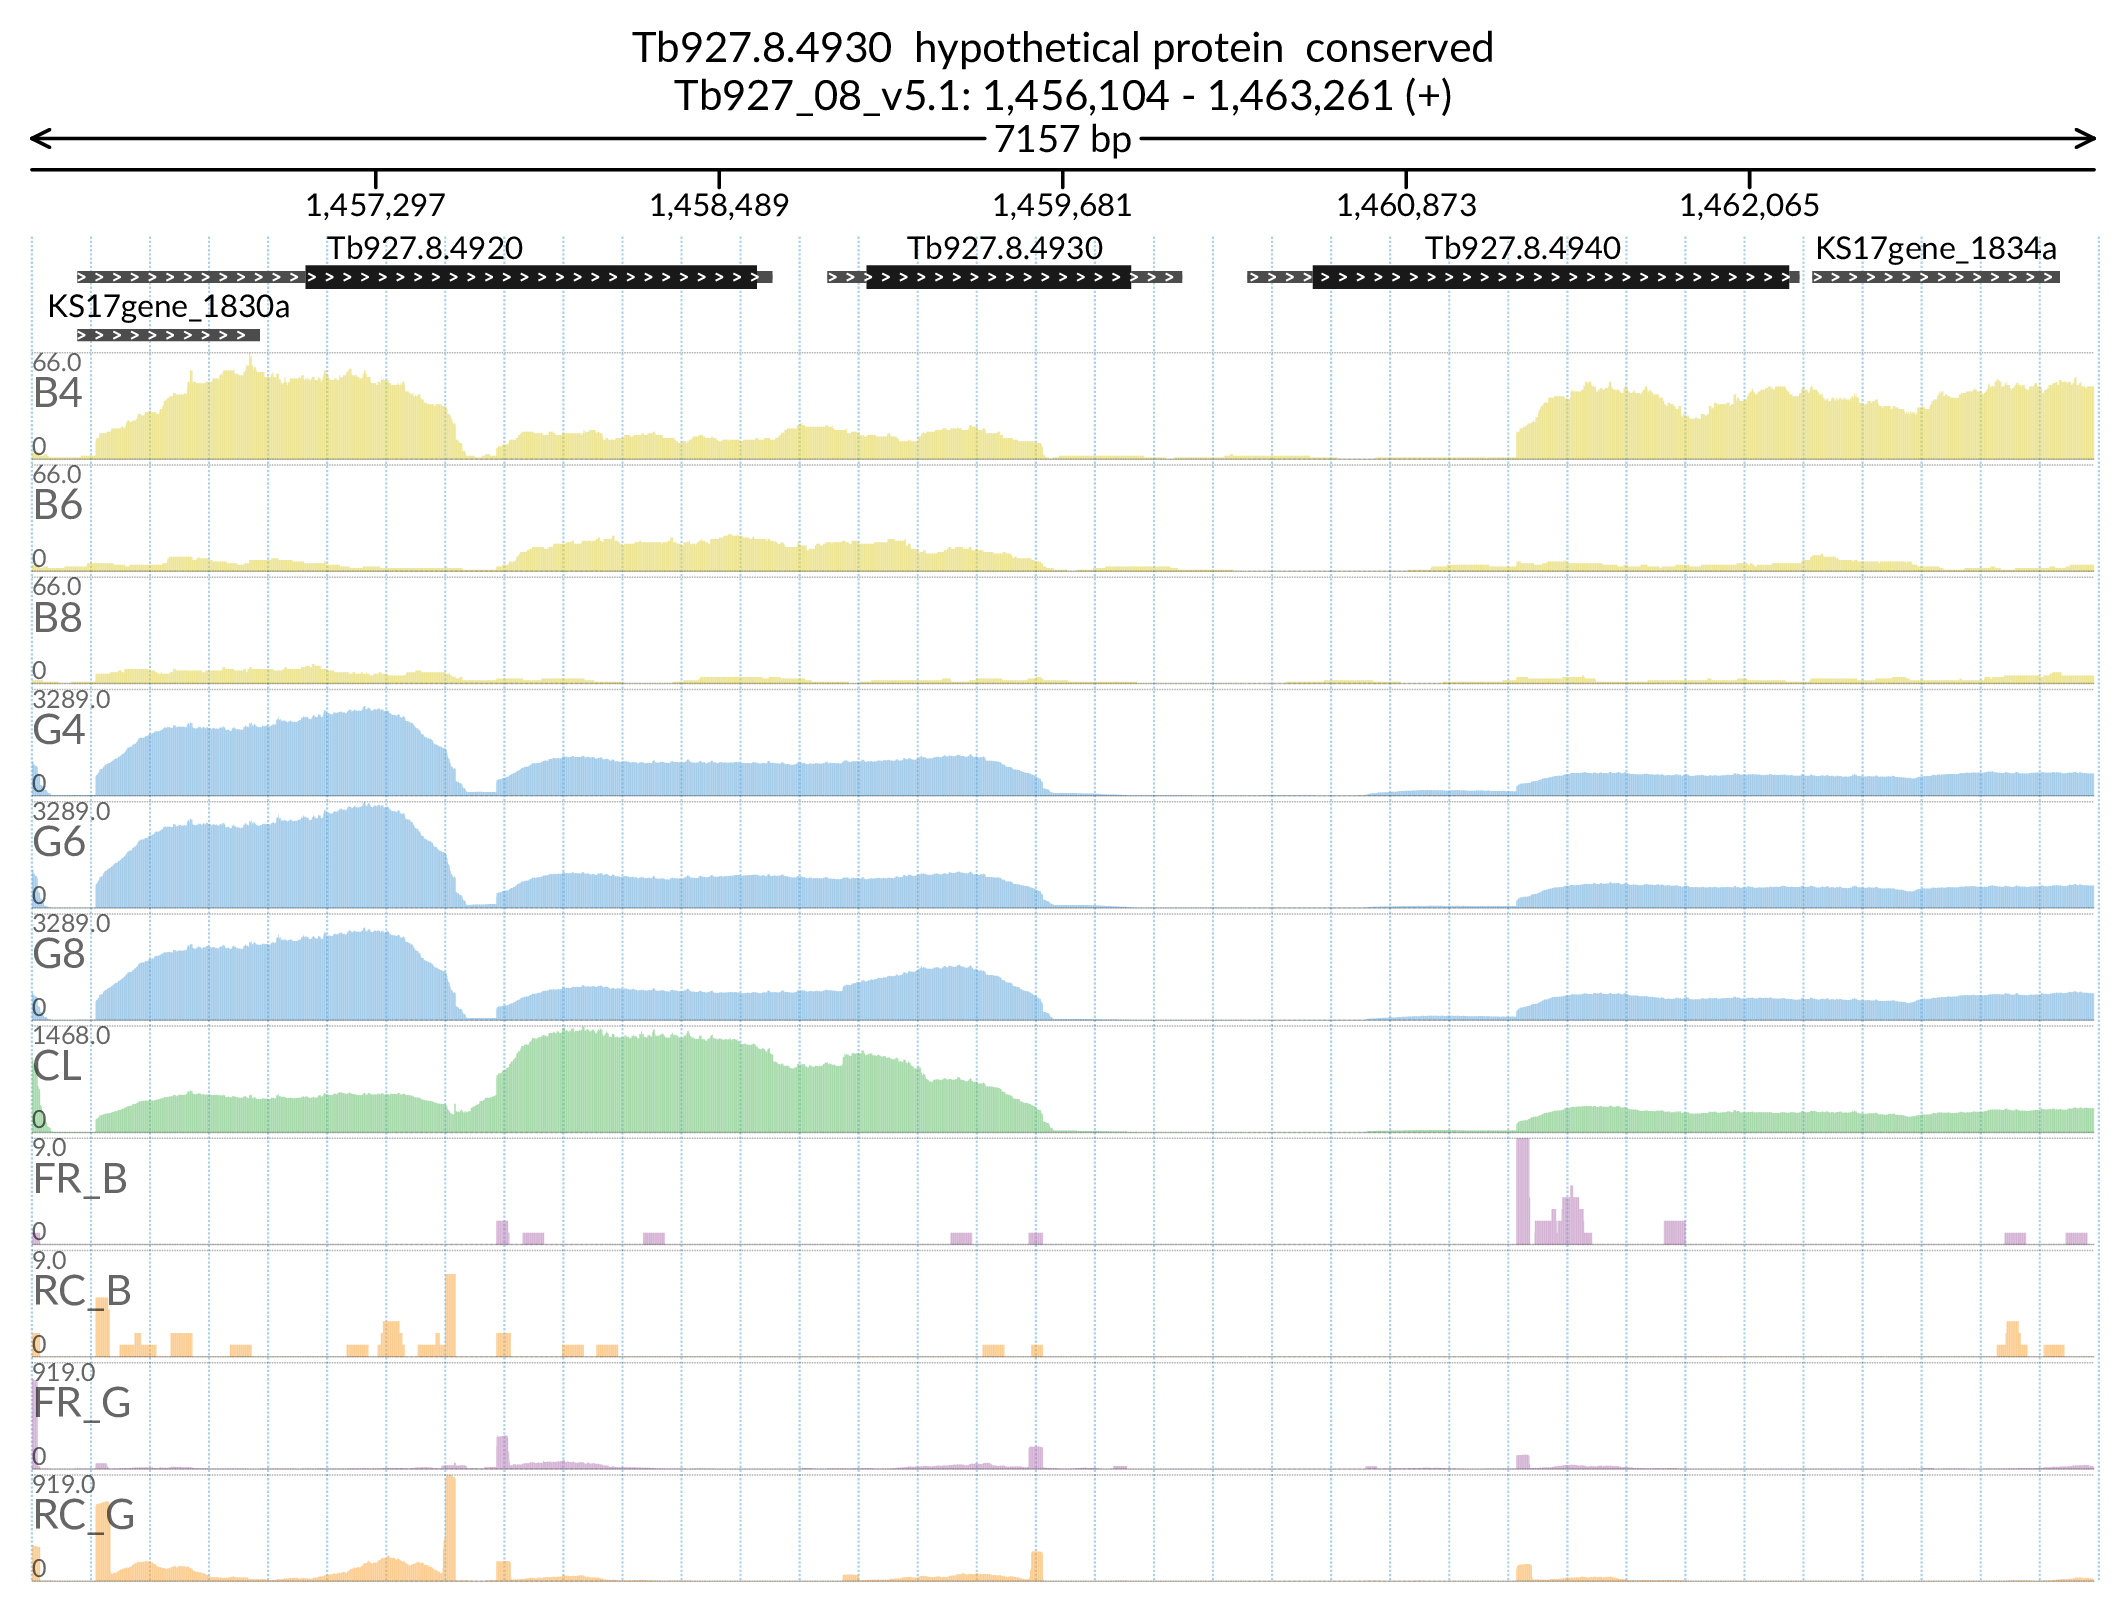 Tb927.8.4930  hypothetical protein  conserved
Tb927_08_v5.1: 1,456,104 - 1,463,261 (+)
7157 bp
1,457,297 1,458,489 1,459,681 1,460,873 1,462,065
Tb927.8.4920 Tb927.8.4930 Tb927.8.4940 KS17gene_1834a
KS17gene_1830a
66.0
B4
0
66.0
B6
0
66.0
B8
0
3289.0
G4
0
3289.0
G6
0
3289.0
G8
0
1468.0
CL
0
9.0
FR_B
0
9.0
RC_B
0
919.0
FR_G
0
919.0
RC_G
0